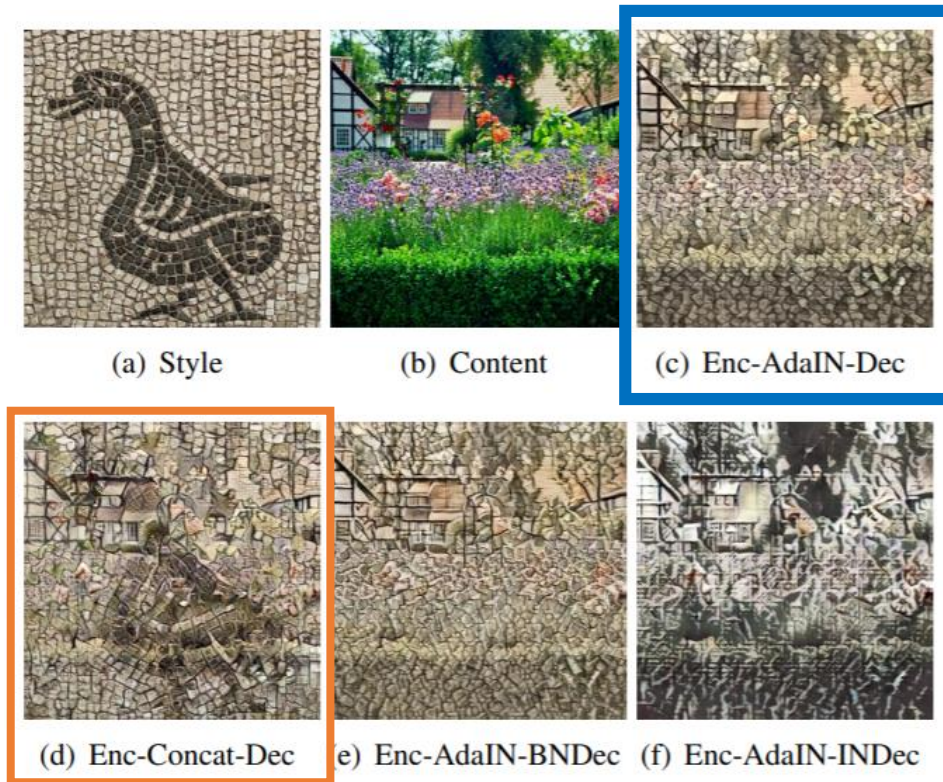 (a) Style
(b) Content
(c) Enc-AdaIN-Dec
(d) Enc-Concat-Dec
(e) Enc-AdaIN-BNDec
(f) Enc-AdaIN-INDec